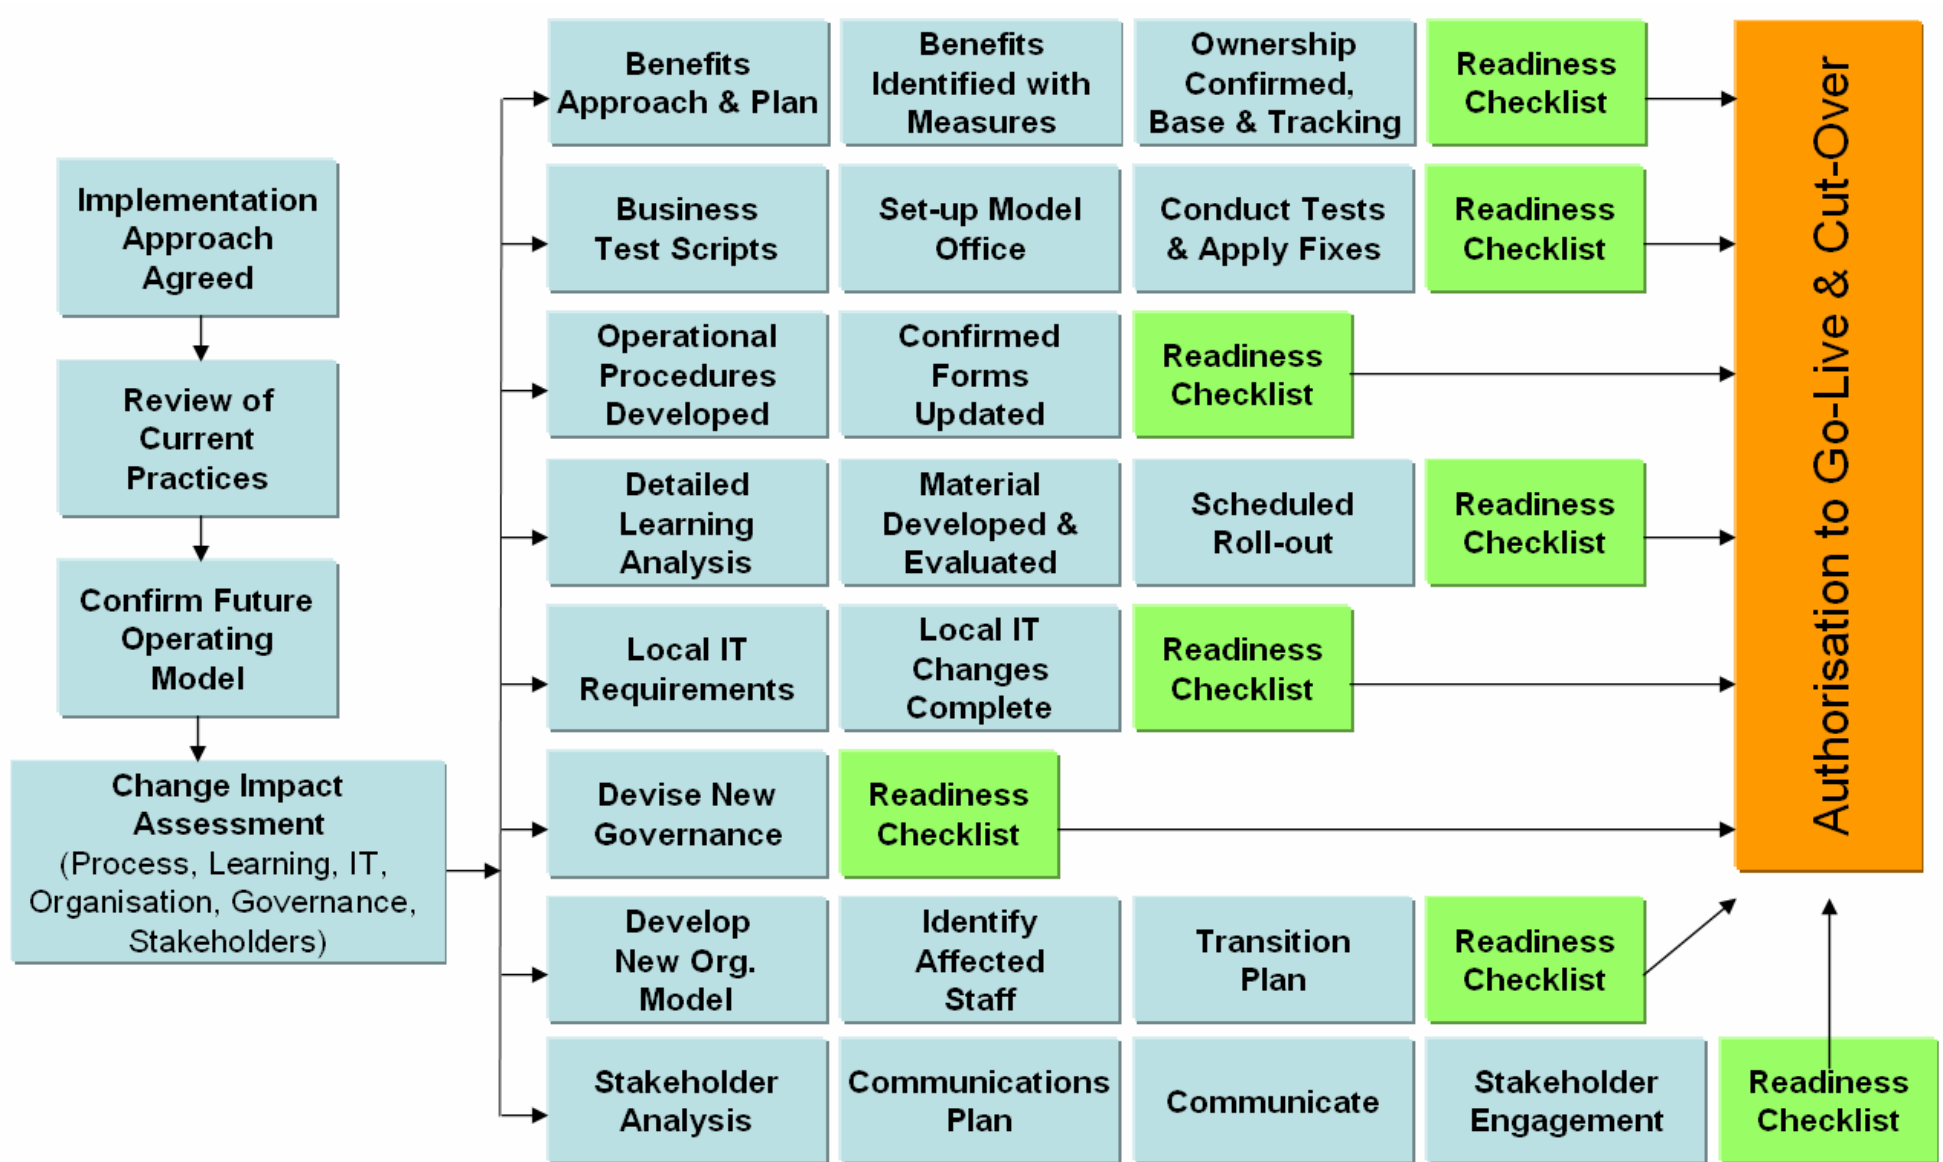 Implementation
Approach
Agreed
Review of
Current
Practices
Confirm Future
Operating
Model
Change Impact
Assessment
(Process, Learning, IT,
Organisation, Governance,
Stakeholders)
Benefits
Approach & Plan
Benefits
Identified with
Measures
Ownership
Confirmed,
Base & Tracking
Readiness
Checklist
Business
Test Scripts
Set-up Model
Office
Conduct Tests
& Apply Fixes
Readiness
Checklist
Operational
Procedures
Developed
Confirmed
Forms
Updated
Readiness
Checklist
Detailed
Learning
Analysis
Material
Developed &
Evaluated
Scheduled
Roll-out
Readiness
Checklist
Local IT
Requirements
Local IT
Changes
Complete
Readiness
Checklist
Devise New
Governance
Readiness
Checklist
Develop
New Org.
Model
Identify
Affected
Staff
Transition
Plan
Readiness
Checklist
Stakeholder
Analysis
Communications
Plan
Communicate
Stakeholder
Engagement
Readiness
Checklist
Authorisation to Go-Live & Cut-Over